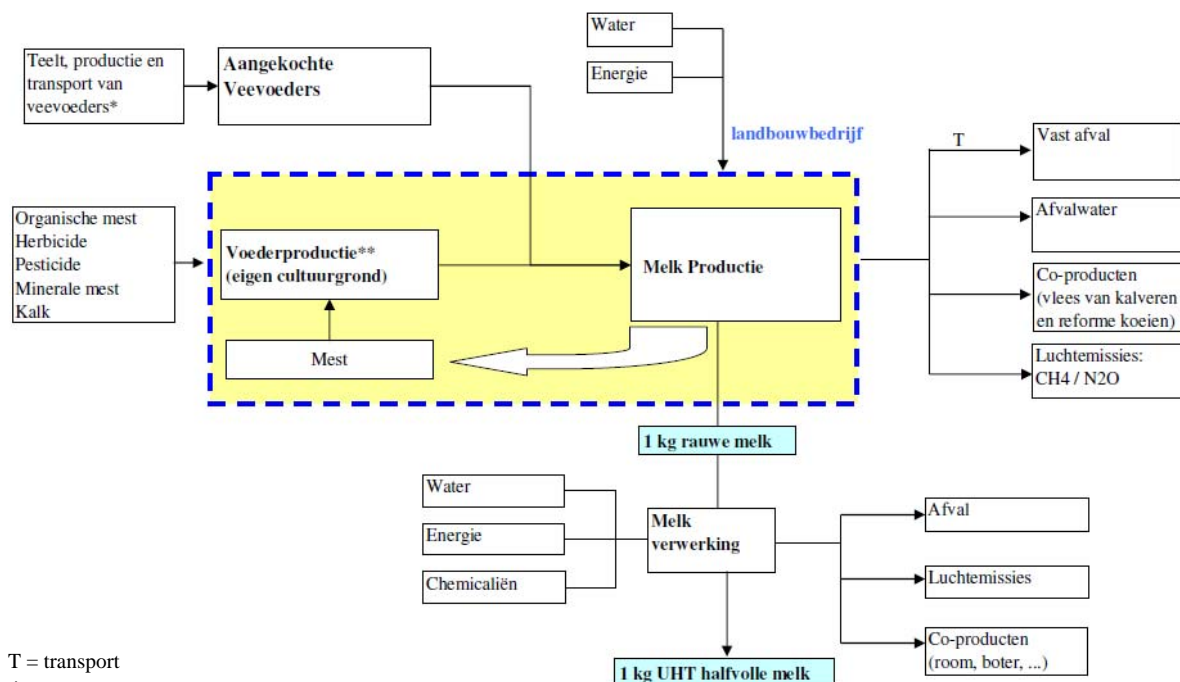 Water
Energie
Teelt, productie en
transport van
veevoeders*
Aangekochte
Veevoeders
landbouwbedrijf
T
Vast afval
Afvalwater
Co-producten
(vlees van kalveren
en reforme koeien)
Luchtemissies:
CH4 / N2O
Organische mest
Herbicide
Pesticide
Minerale mest
Kalk
Voederproductie**
(eigen cultuurgrond)
Melk Productie
Mest
1 kg rauwe melk
Water
Energie
Chemicaliën
Melk
verwerking
Afval
Luchtemissies
Co-producten
(room, boter, ...)
1 kg UHT halfvolle melk
T = transport